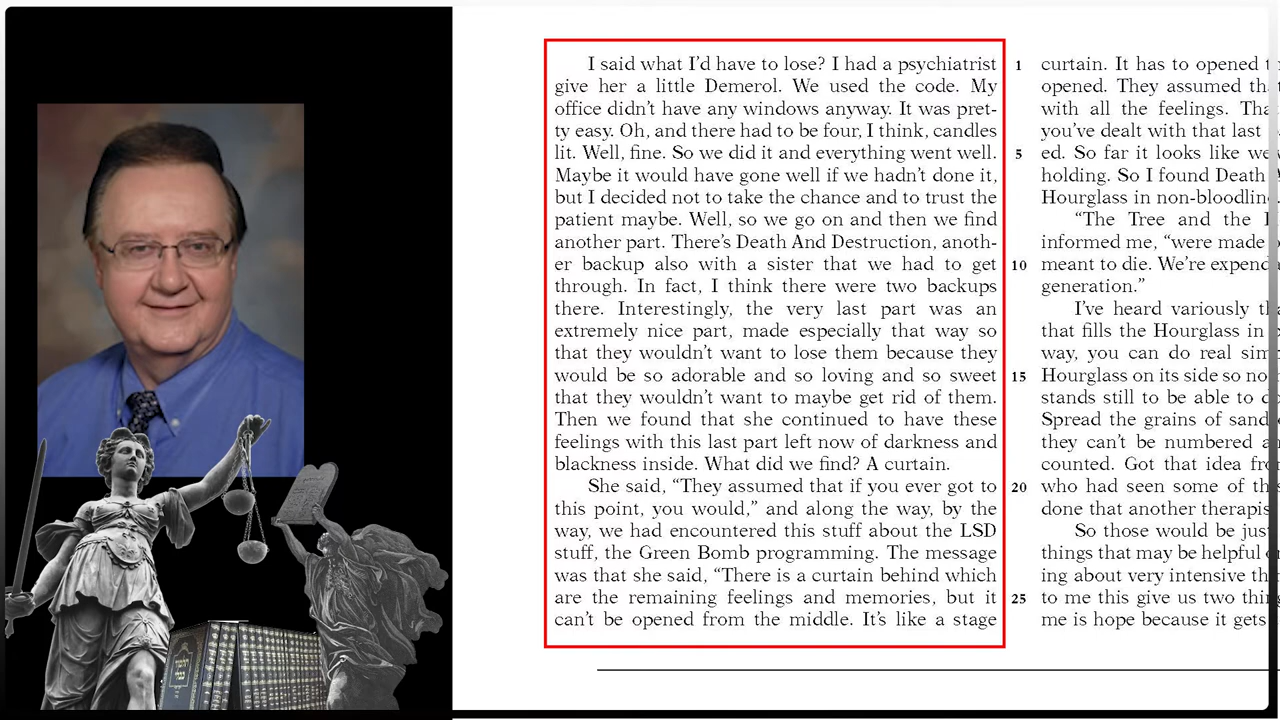 I said what I'd have to lose? I had a psychiatrist
give her a little Demerol. We used the code. My
office didn't have any windows anyway. It was pret-
ty easy. Oh, and there had to be four, I think, candles
lit. Well, fine. So we did it and everything went well.
Maybe it would have gone well if we hadn't done it,
but I decided not to take the chance and to trust the
patient maybe. Well, so we go on and then we find
another part. There's Death And Destruction, anoth-
er backup also with a sister that we had to get
through. In fact, I think there were two backups
there. Interestingly, the very last part was an
extremely nice part, made especially that way so
that they wouldn't want to lose them because they
would be so adorable and so loving and so sweet
that they wouldn't want to maybe get rid of them.
Then we found that she continued to have these
feelings with this last part left now of darkness and
blackness inside. What did we find? A curtain.
She said, “They assumed that if you ever got to
this point, you would,” and along the way, by the
way, we had encountered this stuff about the LSD
stuff, the Green Bomb programming. The message
was that she said, “There is a curtain behind which
are the remaining feelings and memories, but it
can't be opened from the middle. It's like a stage
1
5
10
15
20
25
curtain. It has to opened
opened. They assumed
with all the feelings.
you've dealt with that last
ed. So far it looks like
holding. So I found Death
Hourglass in
“The Tree and the
informed me, “were made
meant to die. We're
generation.”
I've heard variously
that fills the Hourglass in
way, you can do real
Hourglass on its side so
stands still to be able to
Spread the grains of
they can't be numbered
counted. Got that idea
who had seen some of
done that another
So those would be
things that may be helpful
ing about very intensive
to me this give us two
me is hope because it gets